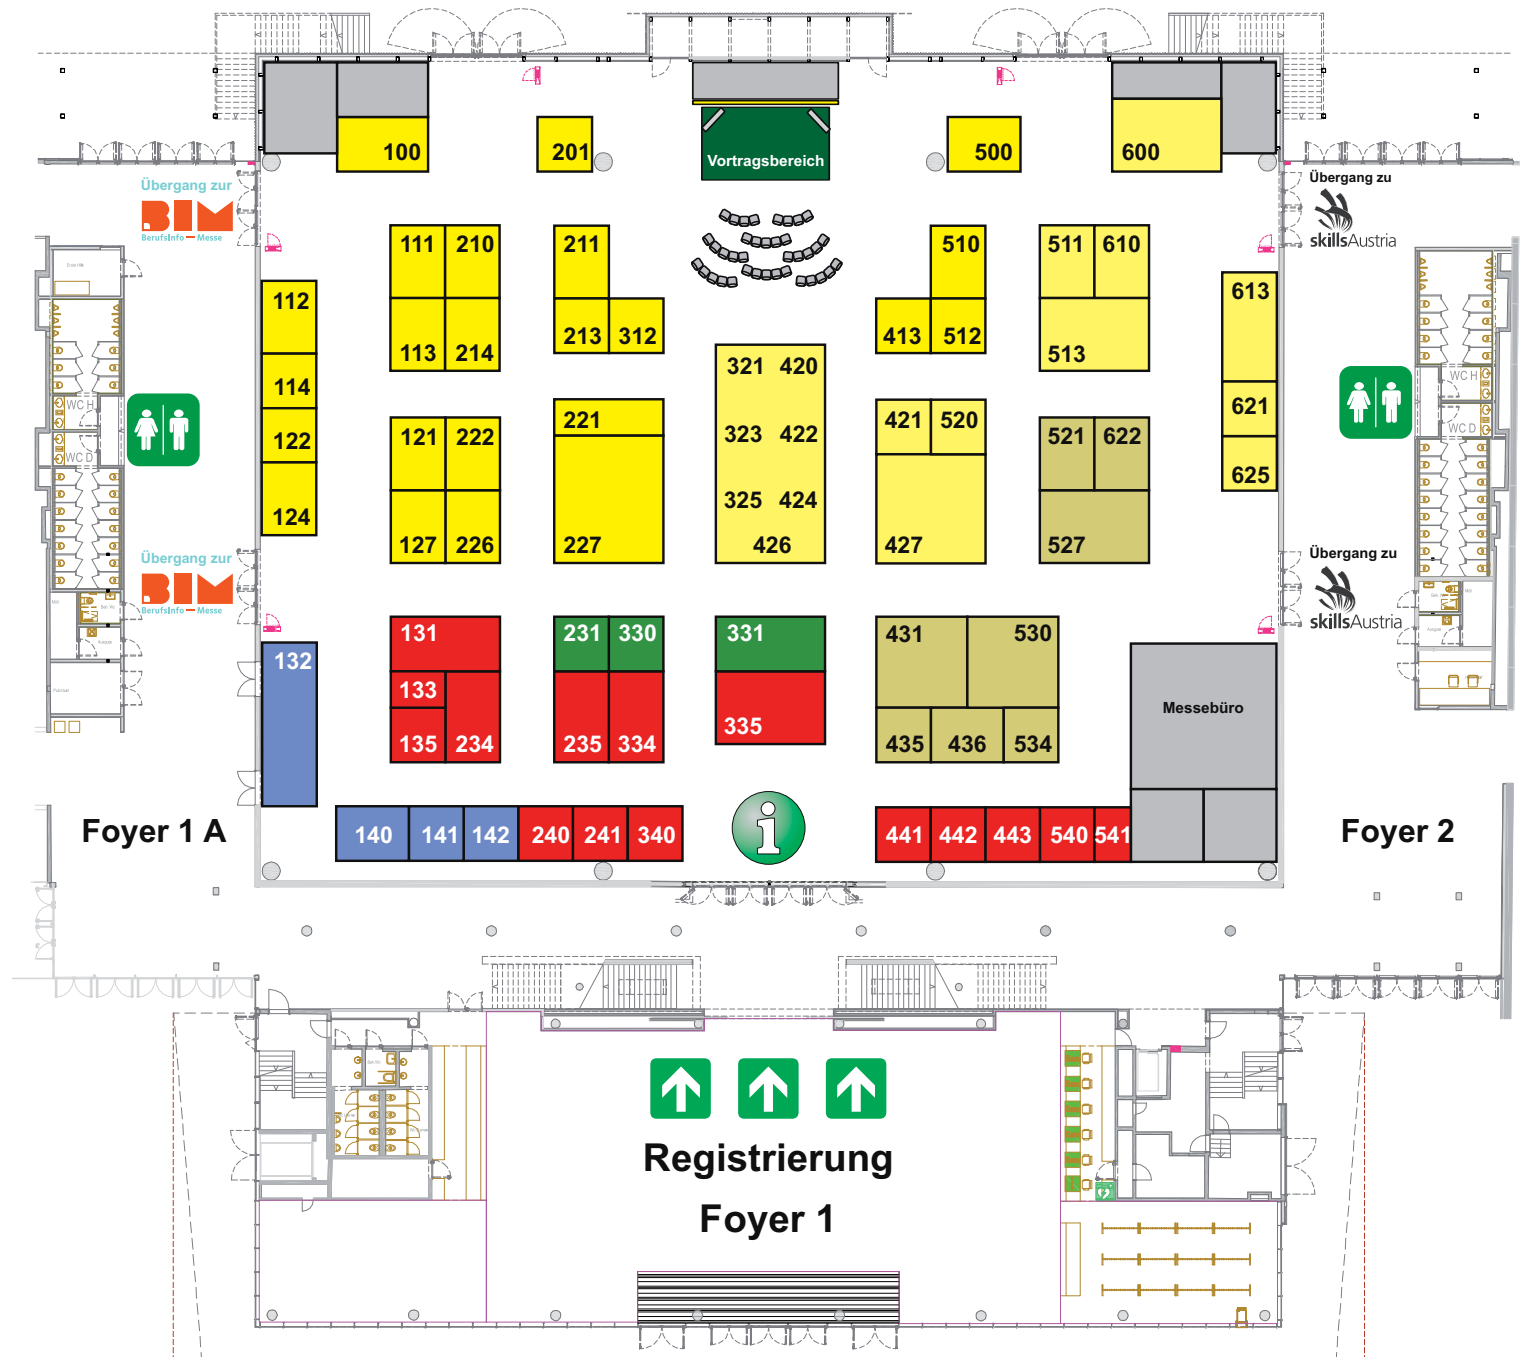 100
201
Vortragsbereich
500
600
Übergang zur
BIM
BerufsInfo — Messe
Übergang zu
skillsAustria
111 210
211
510
511 610
112
613
113 214
213 312
413 512
513
114
321 420
621
221
421 520
122
121 222
323 422
521 622
625
124
325 424
127 226
227
426
427
527
WC H
WC D
WC H
WC D
Übergang zur
BIM
BerufsInfo — Messe
Übergang zu
skillsAustria
131
231 330
331
431 530
132
133
Messebüro
135 234
235 334
335
435 436 534
Foyer 1 A
140 141 142 240 241 340
i
441 442 443 540 541
Foyer 2
Registrierung
Foyer 1